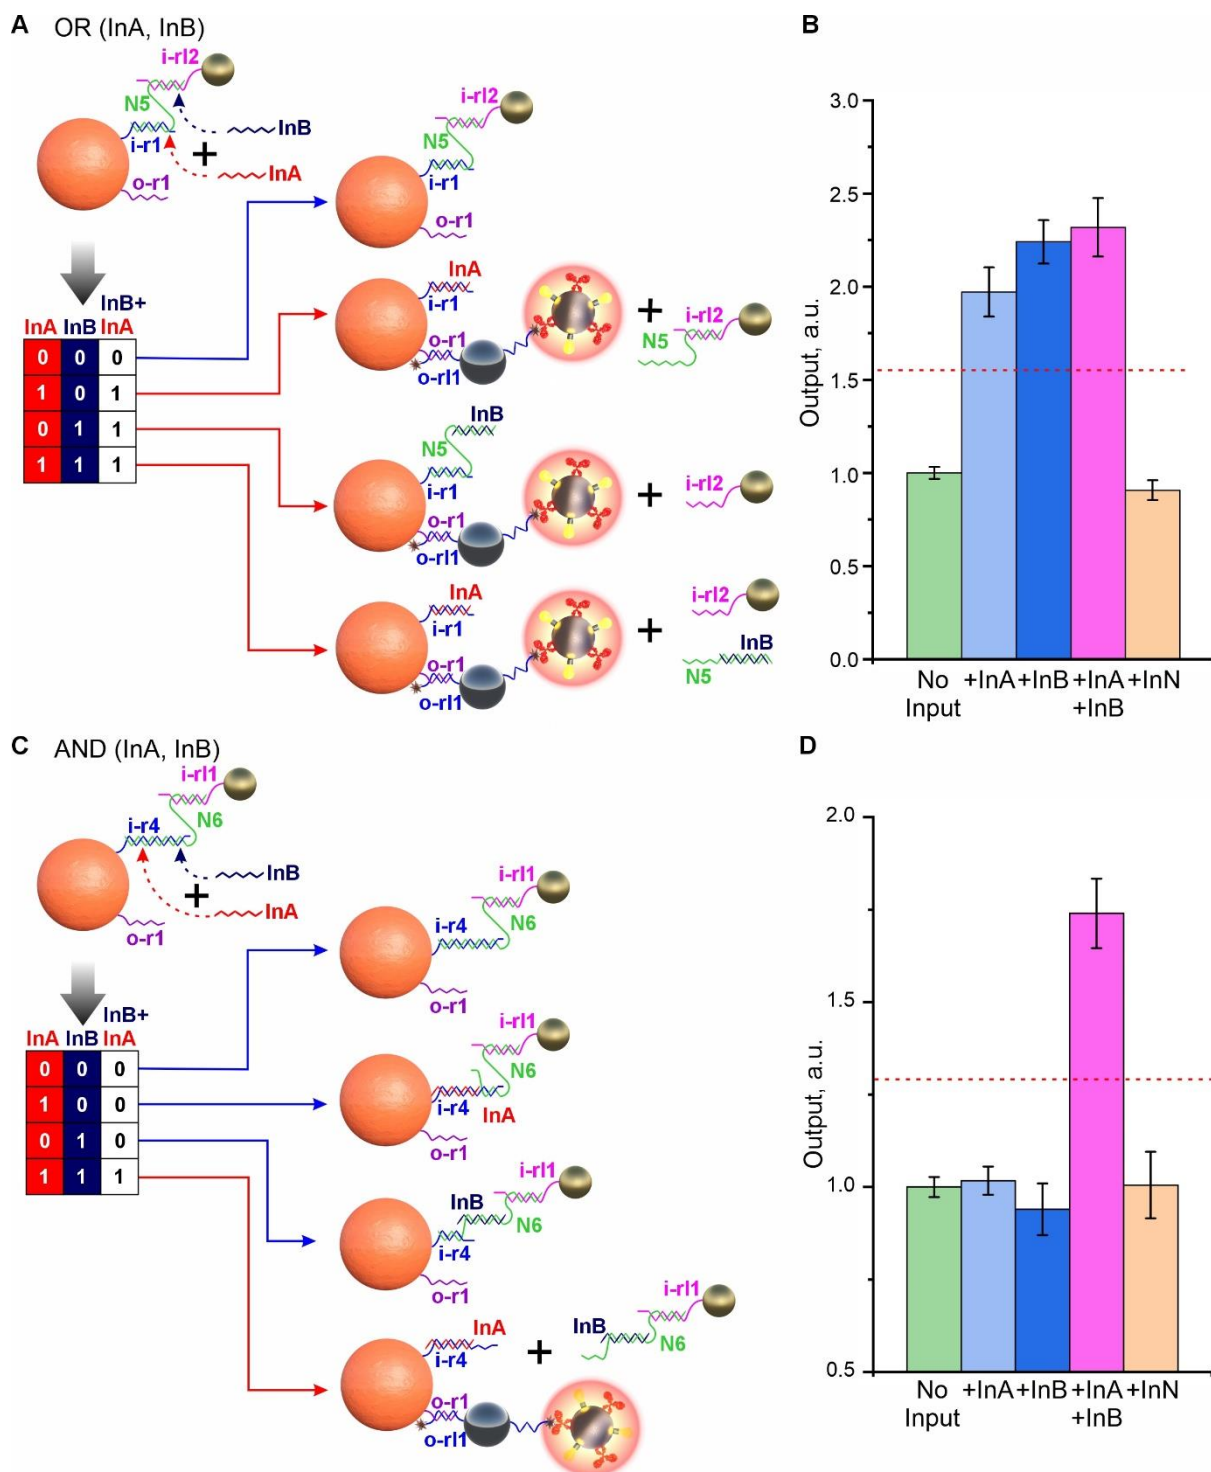 A OR (InA, InB)
i-rl2
N5
i-r1
InB
InA
o-r1
InB+
InA InB InA
0 0 0
1 0 1
0 1 1
1 1 1
i-rl2
N5
i-r1
o-r1
InA
i-r1
o-r1
o-rl1
i-rl2
N5
InB
N5
i-r1
o-r1
o-rl1
i-rl2
InA
i-r1
o-r1
o-rl1
i-rl2
InB
N5
B
Output, a.u.
3.0
2.5
2.0
1.5
1.0
0.5
0.0
No +InA +InB +InA +InN
Input +InB
C AND (InA, InB)
i-rl1
N6
i-r4
InB
InA
o-r1
InB+
InA InB InA
0 0 0
1 0 0
0 1 0
1 1 1
i-rl1
N6
i-r4
o-r1
i-rl1
N6
i-r4
InA
o-r1
i-rl1
InB
N6
i-r4
o-r1
InA
i-r4
o-r1
o-rl1
i-rl1
InB
N6
D
Output, a.u.
2.0
1.5
1.0
0.5
No +InA +InB +InA +InN
Input +InB